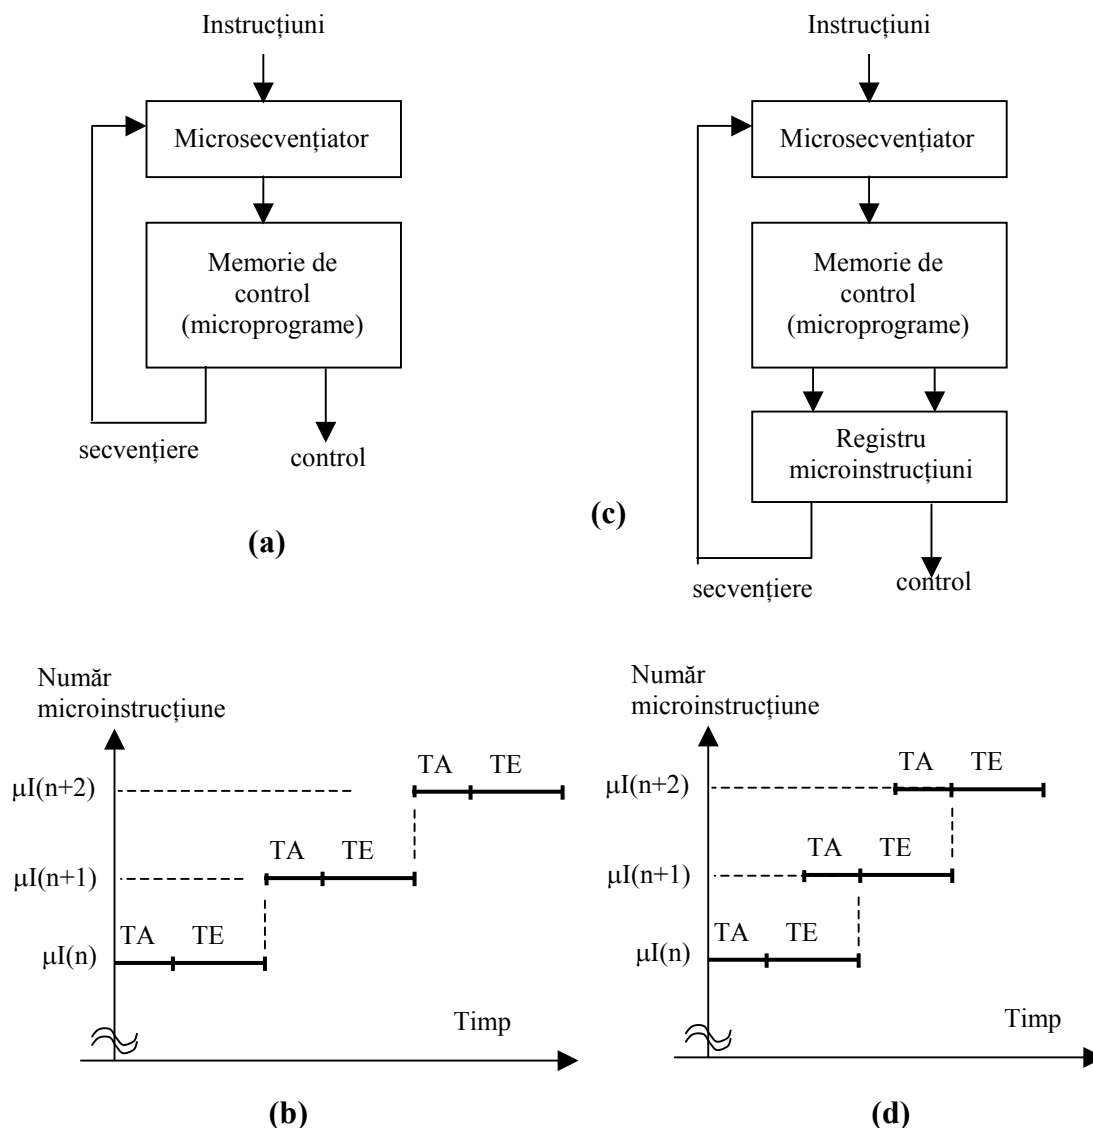 Instrucțiuni
Microsecvențiator
Memorie de
control
(microprograme)
secvențiere
control
(a)
Instrucțiuni
Microsecvențiator
Memorie de
control
(microprograme)
Registru
microinstrucțiuni
(c)
secvențiere
control
Număr
microinstrucțiune
μI(n+2)
TA TE
μI(n+1)
TA TE
μI(n)
TA TE
Timp
(b)
Număr
microinstrucțiune
μI(n+2)
TA TE
μI(n+1)
TA TE
μI(n)
TA TE
Timp
(d)